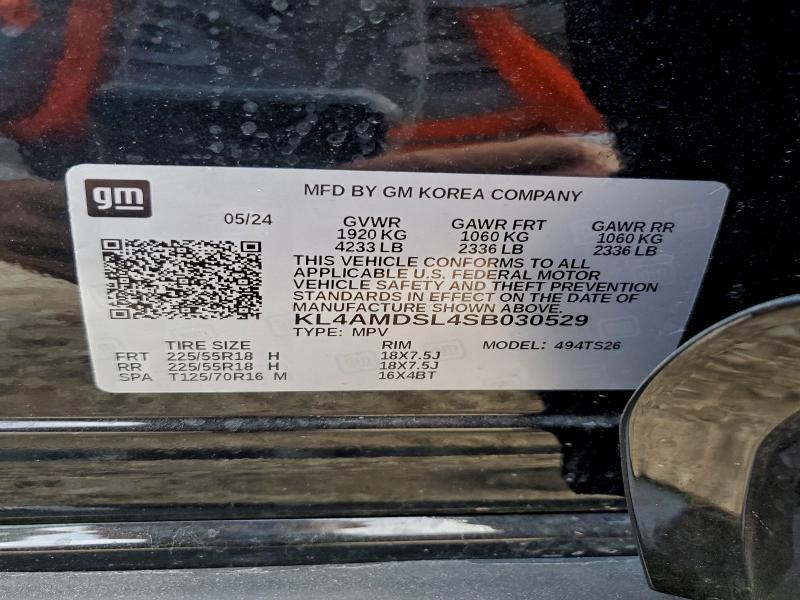 gm
MFD BY GM KOREA COMPANY
05/24
GVWR GAWR FRT GAWR RR
1920 KG 1060 KG 1060 KG
4233 LB 2336 LB 2336 LB
THIS VEHICLE CONFORMS TO ALL
APPLICABLE U.S. FEDERAL MOTOR
VEHICLE SAFETY AND THEFT PREVENTION
STANDARDS IN EFFECT ON THE DATE OF
MANUFACTURE SHOWN ABOVE.
KL4AMDSL4SB030529
TYPE: MPV
TIRE SIZE RIM MODEL: 494TS26
FRT 225/55R18 H 18X7.5J
RR 225/55R18 H 18X7.5J
SPA T125/70R16 M 16X4BT